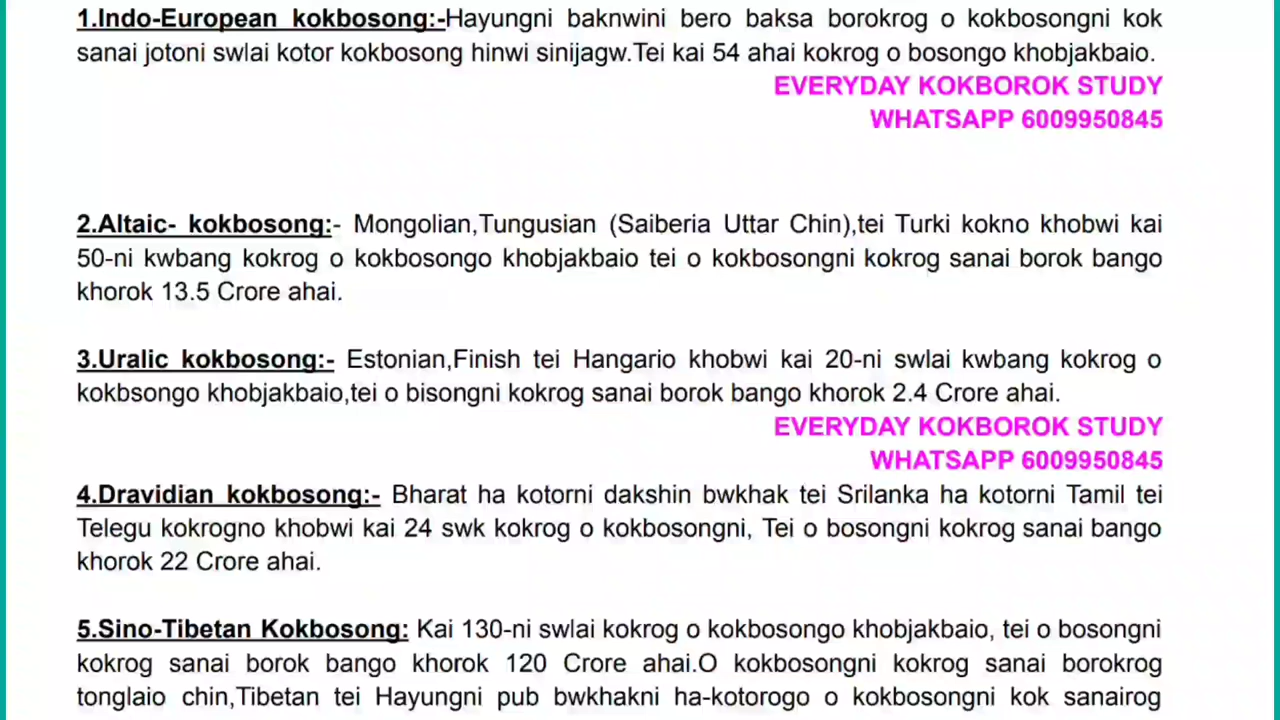 1.Indo-European kokbosong:-Hayungni baknwini bero baksa borokrog o kokbosongni kok
sanai jotoni swlai kotor kokbosong hinwi sinijagw.Tei kai 54 ahai kokrog o bosongo khobjakbaio.
EVERYDAY KOKBOROK STUDY
WHATSAPP 6009950845
2.Altaic- kokbosong:- Mongolian,Tungusian (Saiberia Uttar Chin),tei Turki kokno khobwi kai
50-ni kwbang kokrog o kokbosongo khobjakbaio tei o kokbosongni kokrog sanai borok bango
khorok 13.5 Crore ahai.
3.Uralic kokbosong:- Estonian,Finish tei Hangario khobwi kai 20-ni swlai kwbang kokrog o
kokbsongo khobjakbaio,tei o bisongni kokrog sanai borok bango khorok 2.4 Crore ahai.
EVERYDAY KOKBOROK STUDY
WHATSAPP 6009950845
4.Dravidian kokbosong:- Bharat ha kotorni dakshin bwkhak tei Srilanka ha kotorni Tamil tei
Telegu kokrogno khobwi kai 24 swk kokrog o kokbosongni, Tei o bosongni kokrog sanai bango
khorok 22 Crore ahai.
5.Sino-Tibetan Kokbosong: Kai 130-ni swlai kokrog o kokbosongo khobjakbaio, tei o bosongni
kokrog sanai borok bango khorok 120 Crore ahai.O kokbosongni kokrog sanai borokrog
tonglaio chin,Tibetan tei Hayungni pub bwkhakni ha-kotorogo o kokbosongni kok sanairog